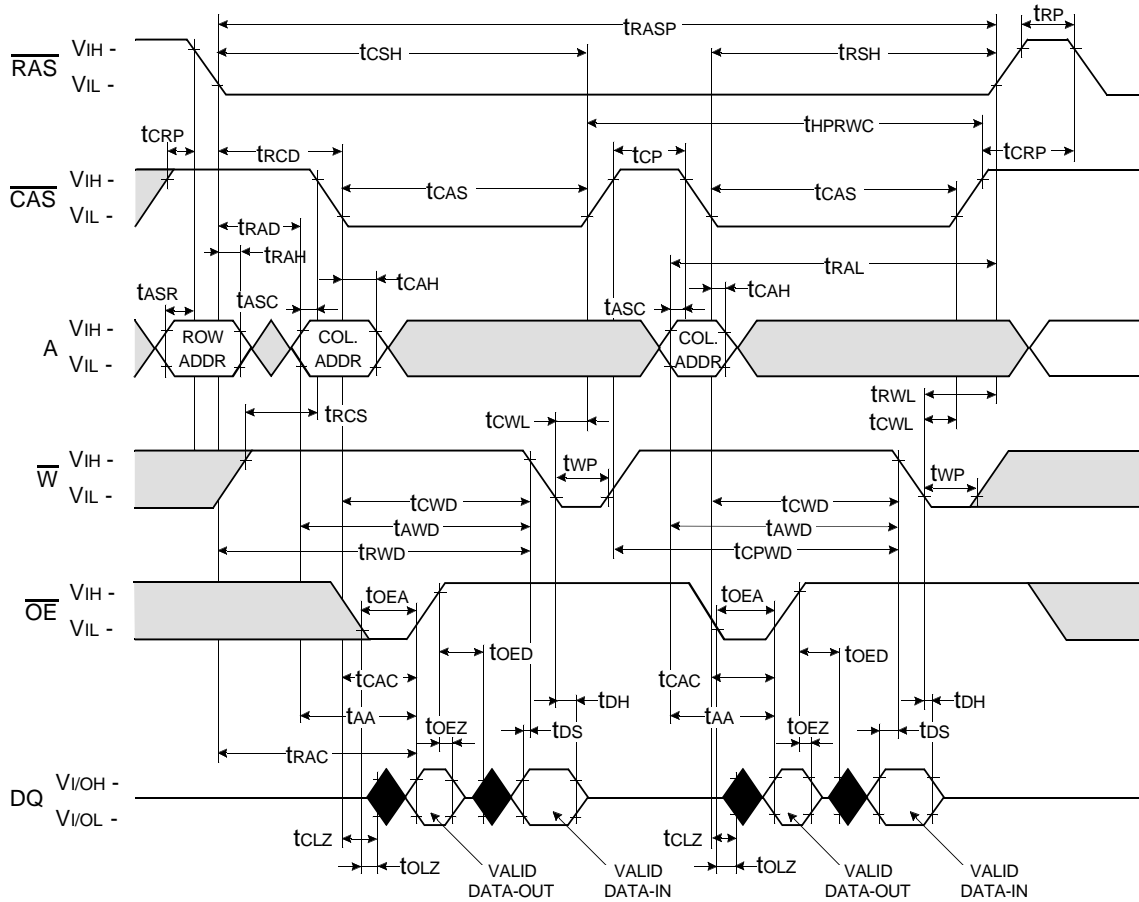 tRASP tRP
tCSH tRSH
RAS VIH -
VIL -
tHPRWC
tCRP tRCD tCP tCRP
CAS VIH -
VIL -
tCAS tCAS
tRAD
tRAH tRAL
tCAH tCAH
tASR tASC tASC
A VIH -
VIL -
ROW
ADDR
COL.
ADDR
COL.
ADDR
tRWL
tRCS tCWL tCWL
W VIH -
VIL -
tWP tWP
tCWD tCWD
tAWD tAWD
tRWD tCPWD
OE VIH -
VIL -
tOEA tOEA
tOED tOED
tCAC tCAC
tDH tDH
tAA tAA
tOEZ tDS tOEZ tDS
tRAC
DQ VI/OH -
VI/OL -
tCLZ tCLZ
tOLZ tOLZ
VALID
DATA-OUT
VALID
DATA-IN
VALID
DATA-OUT
VALID
DATA-IN